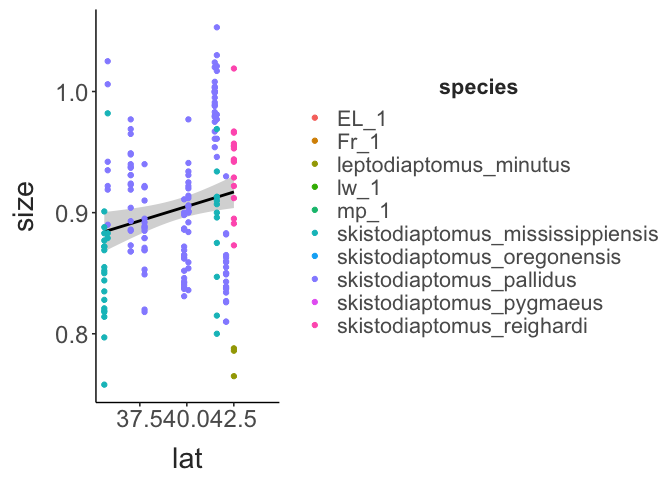 1.0
0.9
0.8
size
37.540.042.5
lat
species
EL_1
Fr_1
leptodiaptomus_minutus
lw_1
mp_1
skistodiaptomus_mississippiensis
skistodiaptomus_oregonensis
skistodiaptomus_pallidus
skistodiaptomus_pygmaeus
skistodiaptomus_reighardi